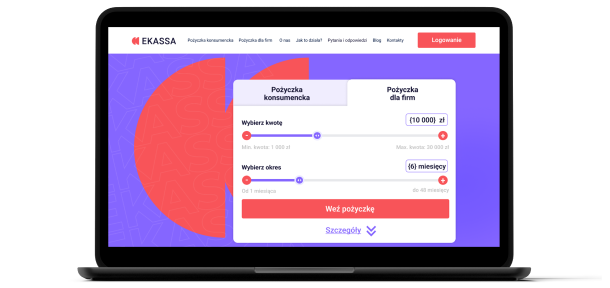 EKASSA
Pożyczka konsumencka Pożyczka dla firm O nas Jak to działa? Pytania i odpowiedzi Blog Kontakty
Logowanie
Pożyczka
konsumencka
Pożyczka
dla firm
Wybierz kwotę
{10 000} zł
- +
Min. kwota: 1 000 zł
Max. kwota: 30 000 zł
Wybierz okres
{6} miesięcy
- +
Od 1 miesiąca
do 48 miesięcy
Weź pożyczkę
Szczegóły